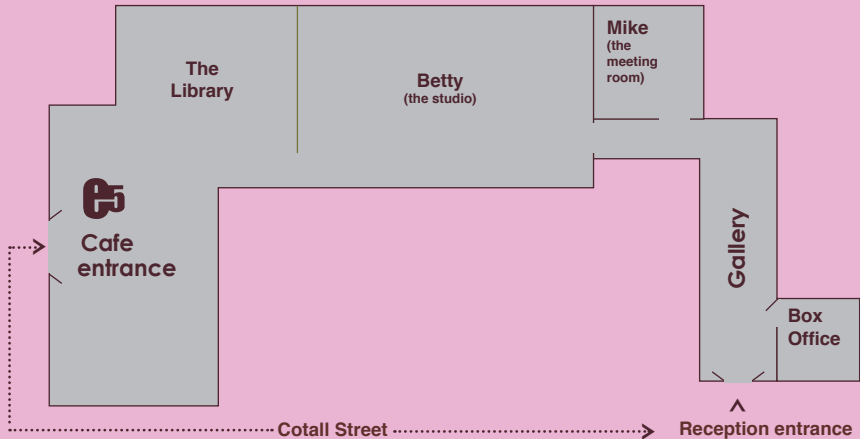 The
Library
Betty
(the studio)
Mike
(the
meeting
room)
e5
Cafe
entrance
Gallery
Box
Office
Cotall Street
Reception entrance